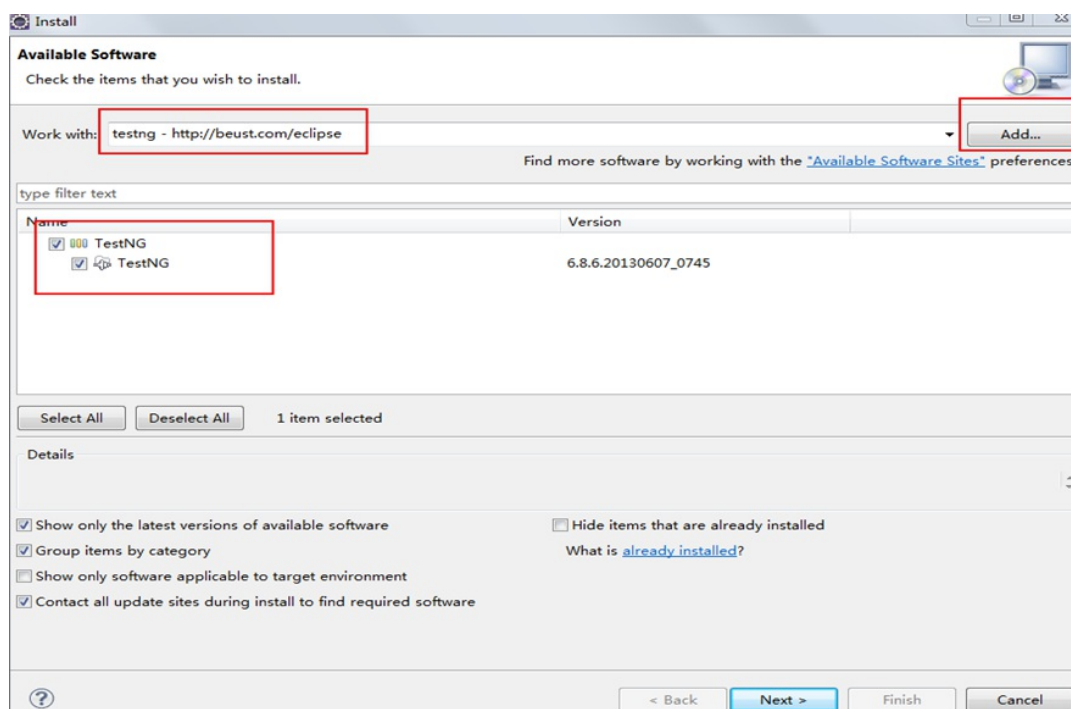 Install
Available Software
Check the items that you wish to install.
Work with: testng - http://beust.com/eclipse Add...
Find more software by working with the "Available Software Sites" preferences
type filter text
Name Version
TestNG
TestNG 6.8.6.20130607_0745
Select All Deselect All 1 item selected
Details
Show only the latest versions of available software Hide items that are already installed
Group items by category What is already installed?
Show only software applicable to target environment
Contact all update sites during install to find required software
? < Back Next > Finish Cancel